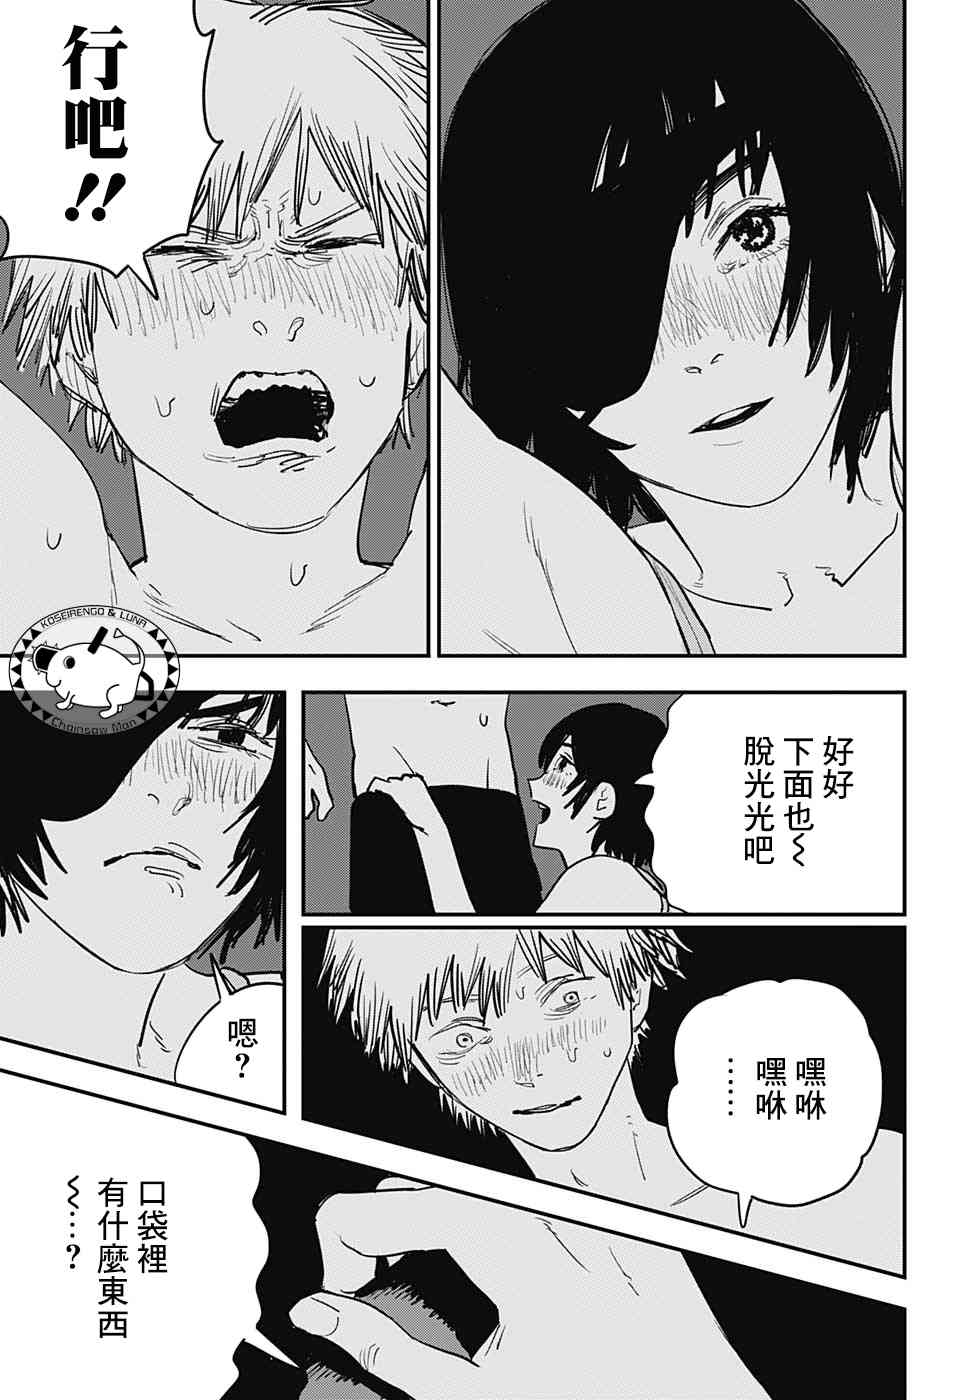 行吧!!
好好
下面也~
脫光光吧
嘿咻
嘿咻
……
嗯?
口袋裡
有什麼東西
~…?
KOSEIRENGO & LUNA
Chainsaw Man